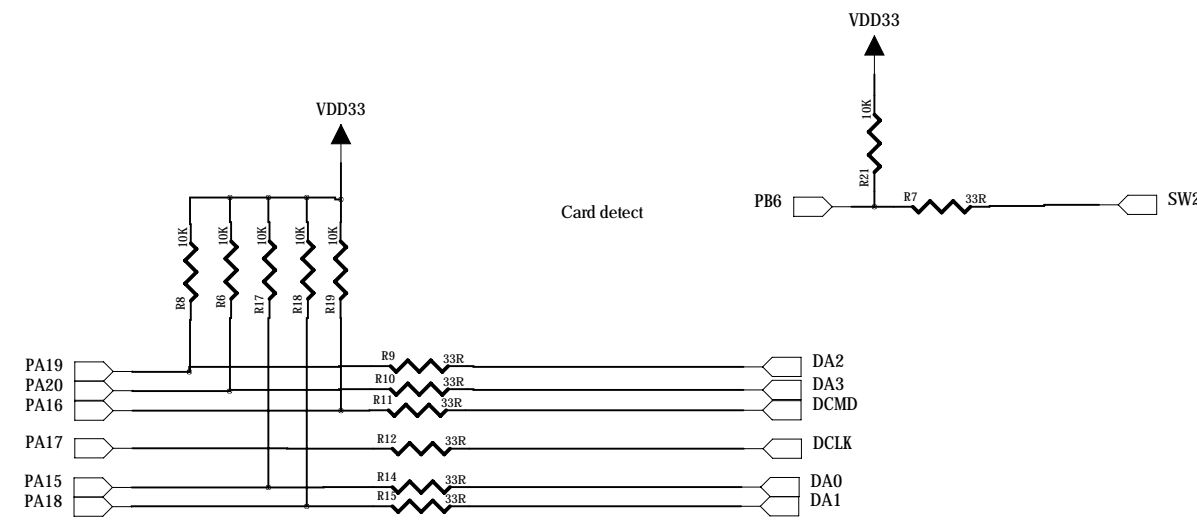 VDD33
VDD33
10K
R21
PB6
R7
33R
SW2
Card detect
10K
10K
10K
10K
10K
R8
R6
R17
R18
R19
PA19
R9
33R
DA2
PA20
R10
33R
DA3
PA16
R11
33R
DCMD
PA17
R12
33R
DCLK
PA15
R14
33R
DA0
PA18
R15
33R
DA1